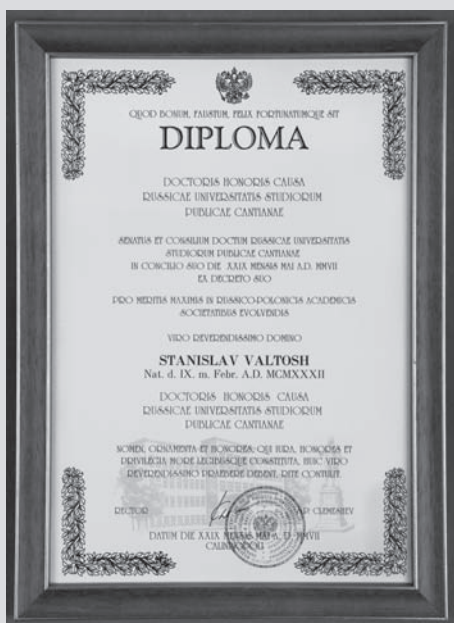 QUOD BONUM, FAUSTUM, FELIX FORTUNATUMQUE SIT
DIPLOMA
DOCTORIS HONORIS CAUSA
RUSSICAE UNIVERSITATIS STUDIORUM
PUBLICAE CANTIANAE
SENATUS ET CONSILIUM DOCTUM RUSSICAE UNIVERSITATIS
STUDIORUM PUBLICAE CANTIANAE
IN CONCILIO SUO DIE XXIX MENSIS MAI A.D. MMVII
EX DECRETO SUO
PRO MERITIS MAXIMIS IN RUSSICO-POLONICIS ACADEMICIS
SOCIETATIBUS EVOLVENDIS
VIRO REVERENDISSIMO DOMINO
STANISLAV VALTOSH
Nat. d. IX. m. Febr. A.D. MCMXXXII
DOCTORIS HONORIS CAUSA
RUSSICAE UNIVERSITATIS STUDIORUM
PUBLICAE CANTIANAE
NOMEN, ORNAMENTA ET HONORES, QUI IURA, HONORES ET
PRIVILEGIA MORE LEGIBUSQUE CONSTITUTA, HUIC VIRO
REVERENDISSIMO PRAEBERE DEBENT, RITE CONTULIT.
RECTOR A.P. CLEMESIEV
DATUM DIE XXIX MENSIS MAI A. D. MMVII
CALININOPOLI